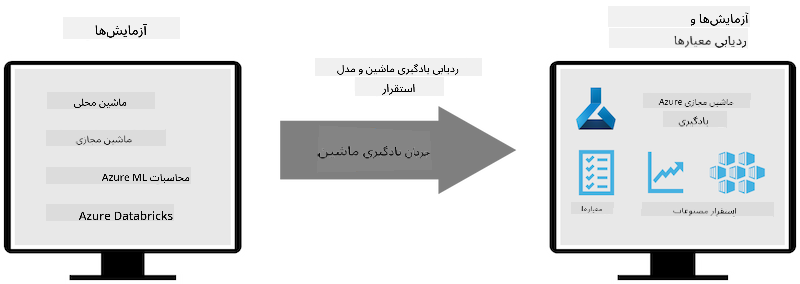 آزمایش‌ها
ماشین محلی
ماشین مجازی
محاسبات Azure ML
Azure Databricks
ردیابی یادگیری ماشین و مدل
استقرار
جریان یادگیری ماشین
آزمایش‌ها و
ردیابی معیارها
ماشین مجازی Azure
یادگیری
معیارها
استقرار مصنوعات